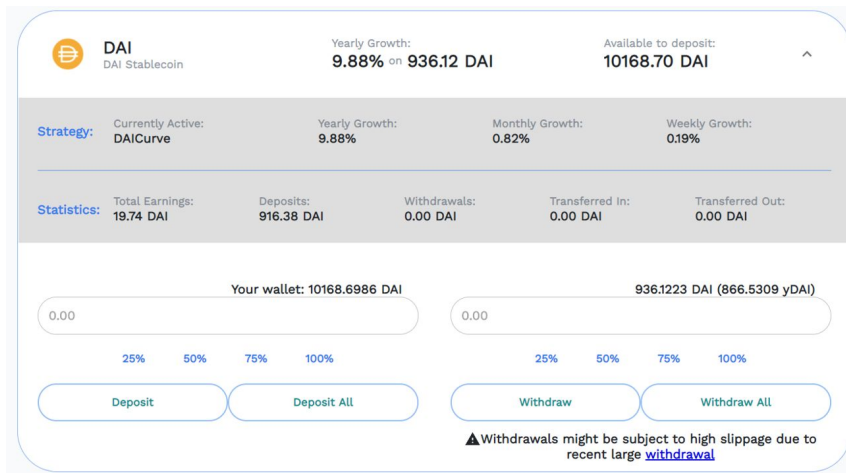 DAI
DAI Stablecoin
Yearly Growth:
9.88% on 936.12 DAI
Available to deposit:
10168.70 DAI
Strategy:
Currently Active:
DAICurve
Yearly Growth:
9.88%
Monthly Growth:
0.82%
Weekly Growth:
0.19%
Statistics:
Total Earnings:
19.74 DAI
Deposits:
916.38 DAI
Withdrawals:
0.00 DAI
Transferred In:
0.00 DAI
Transferred Out:
0.00 DAI
Your wallet: 10168.6986 DAI
0.00
25% 50% 75% 100%
Deposit
Deposit All
936.1223 DAI (866.5309 yDAI)
0.00
25% 50% 75% 100%
Withdraw
Withdraw All
Withdrawals might be subject to high slippage due to
recent large withdrawal